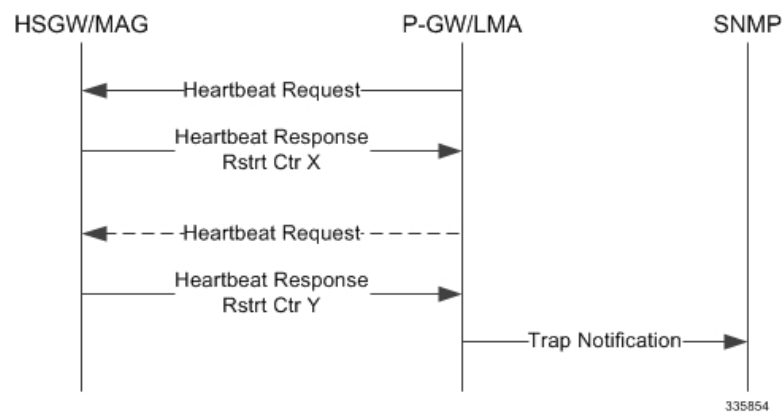 HSGW/MAG
P-GW/LMA
SNMP
Heartbeat Request
Heartbeat Response
Rstrt Ctr X
Heartbeat Request
Heartbeat Response
Rstrt Ctr Y
Trap Notification
335854